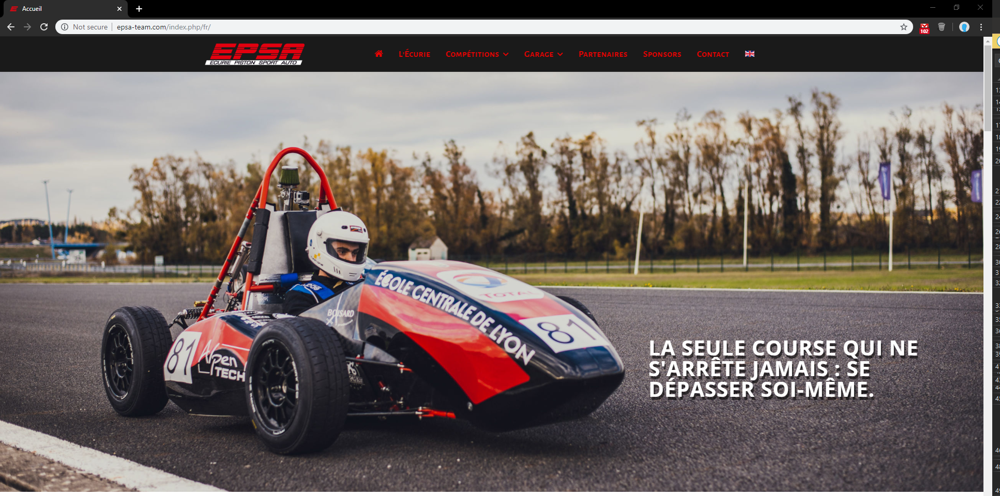 Accueil
Not secure
epsa-team.com/index.php/fr/
102
EPSA
ECURIE PISTON SPORT AUTO
L'Écurie
Compétitions
Garage
Partenaires
Sponsors
Contact
ÉCOLE CENTRALE DE LYON
TOTAL
BOISARD
81
81
Alpen
TECH
LA SEULE COURSE QUI NE
S'ARRÊTE JAMAIS : SE
DÉPASSER SOI-MÊME.